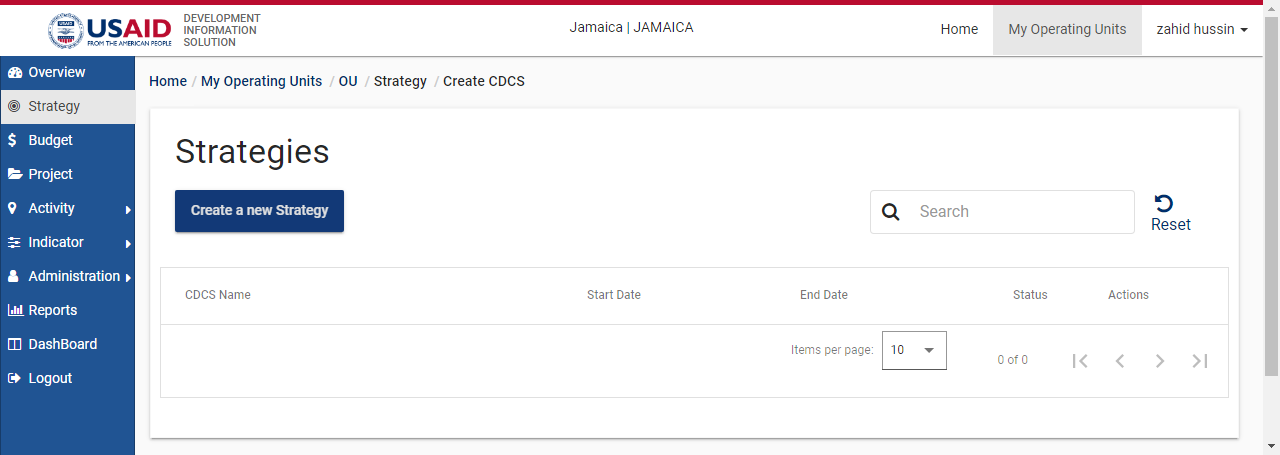 USAID
FROM THE AMERICAN PEOPLE
DEVELOPMENT
INFORMATION
SOLUTION
Jamaica | JAMAICA
Home
My Operating Units
zahid hussin
Overview
Strategy
Budget
Project
Activity
Indicator
Administration
Reports
DashBoard
Logout
Home / My Operating Units / OU / Strategy / Create CDCS
Strategies
Create a new Strategy
Search
Reset
CDCS Name Start Date End Date Status Actions
Items per page: 10 0 of 0